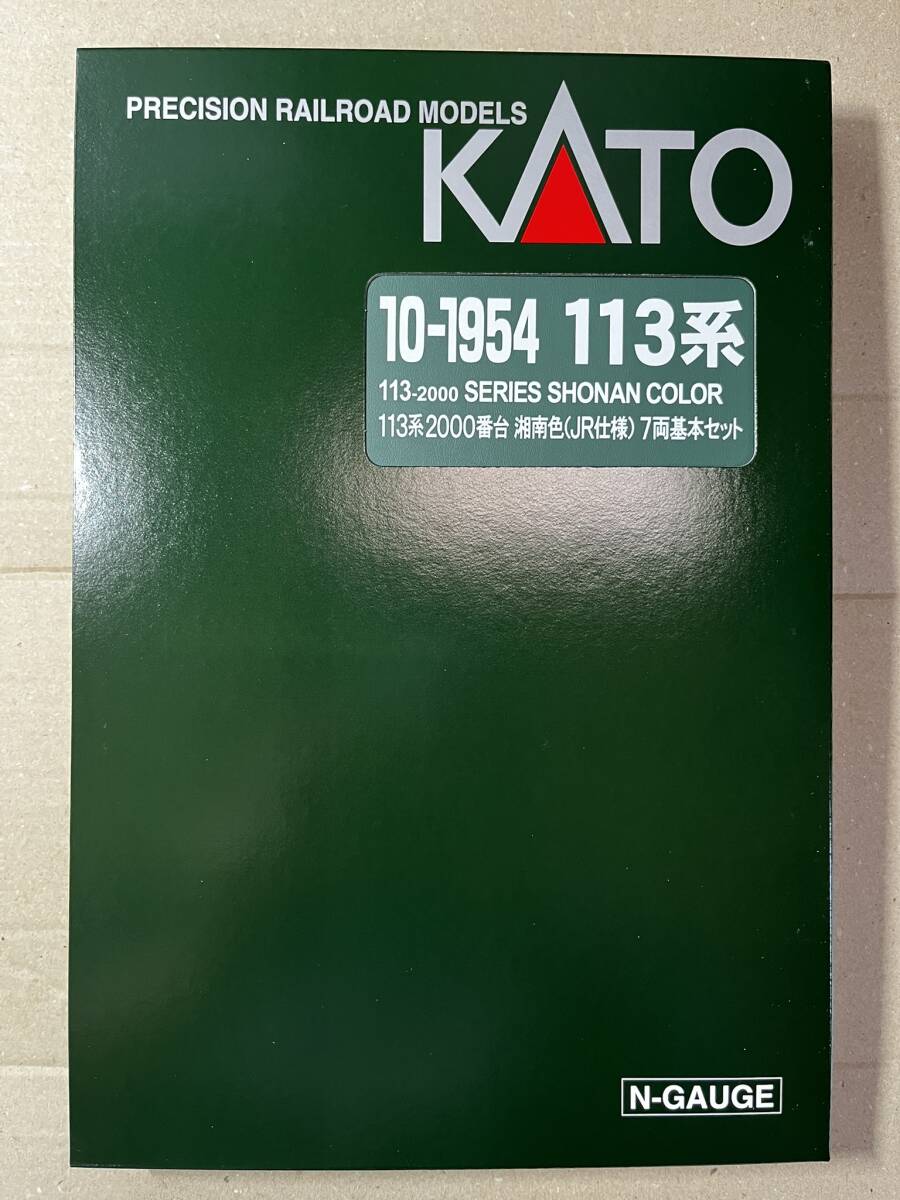 PRECISION RAILROAD MODELS
KATO
10-1954 113系
113-2000 SERIES SHONAN COLOR
113系2000番台 湘南色(JR仕様) 7両基本セット
N-GAUGE